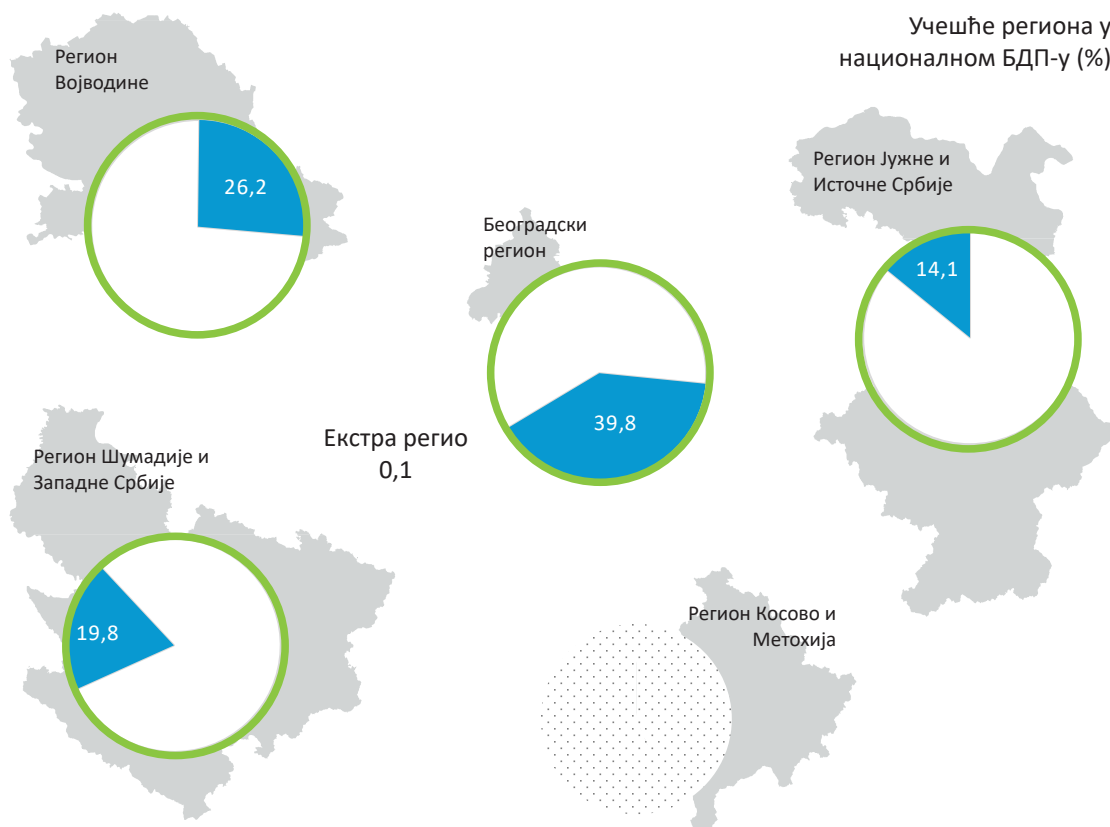 Учешће региона у
националном БДП-у (%)
Регион
Војводине
26,2
Београдски
регион
39,8
Регион Јужне и
Источне Србије
14,1
Екстра регио
0,1
Регион Шумадије и
Западне Србије
19,8
Регион Косово и
Метохија